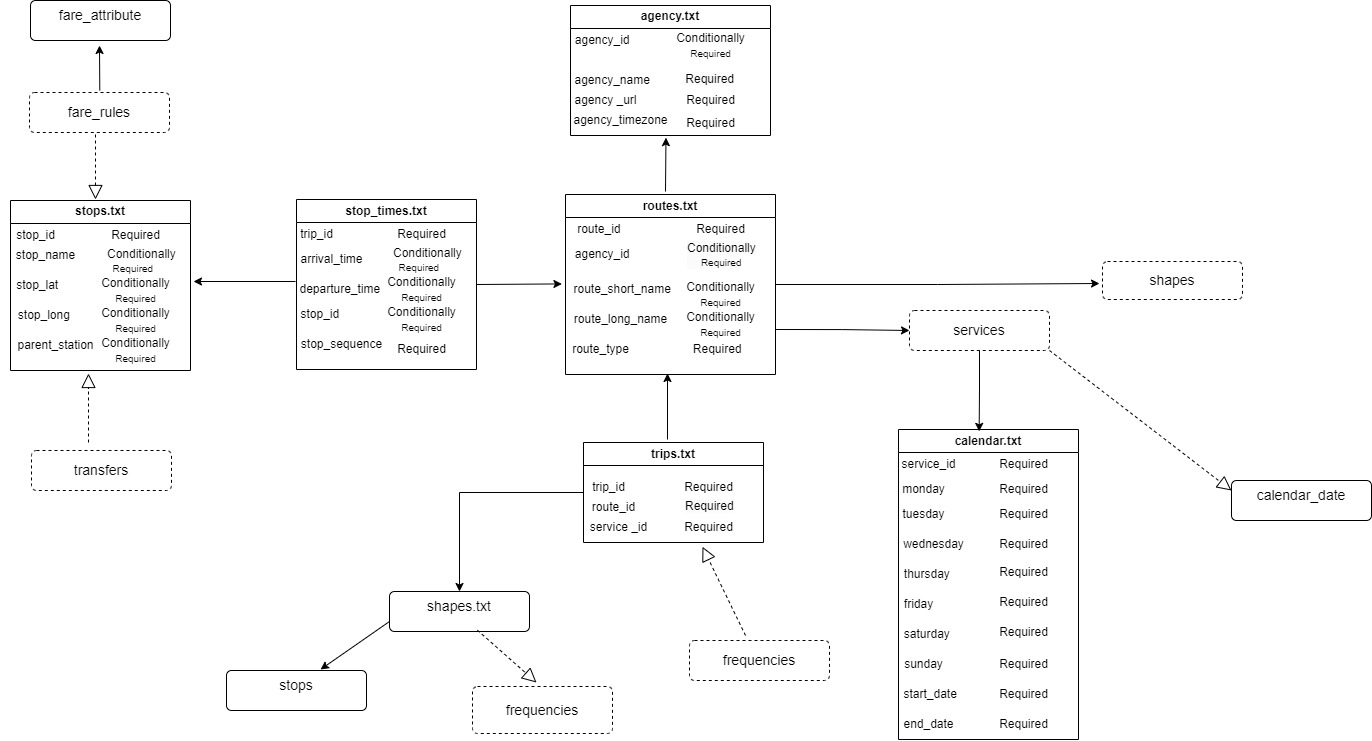 fare_attribute
fare_rules
agency.txt
agency_id Conditionally
Required
agency_name Required
agency _url Required
agency_timezone Required
stops.txt
stop_id Required
stop_name Conditionally
Required
stop_lat Conditionally
Required
stop_long Conditionally
Required
parent_station Conditionally
Required
transfers
stop_times.txt
trip_id Required
arrival_time Conditionally
Required
departure_time Conditionally
Required
stop_id Conditionally
Required
stop_sequence Required
routes.txt
route_id Required
agency_id Conditionally
Required
route_short_name Conditionally
Required
route_long_name Conditionally
Required
route_type Required
shapes
services
calendar_date
trips.txt
trip_id Required
route_id Required
service _id Required
calendar.txt
service_id Required
monday Required
tuesday Required
wednesday Required
thursday Required
friday Required
saturday Required
sunday Required
start_date Required
end_date Required
shapes.txt
stops
frequencies
frequencies